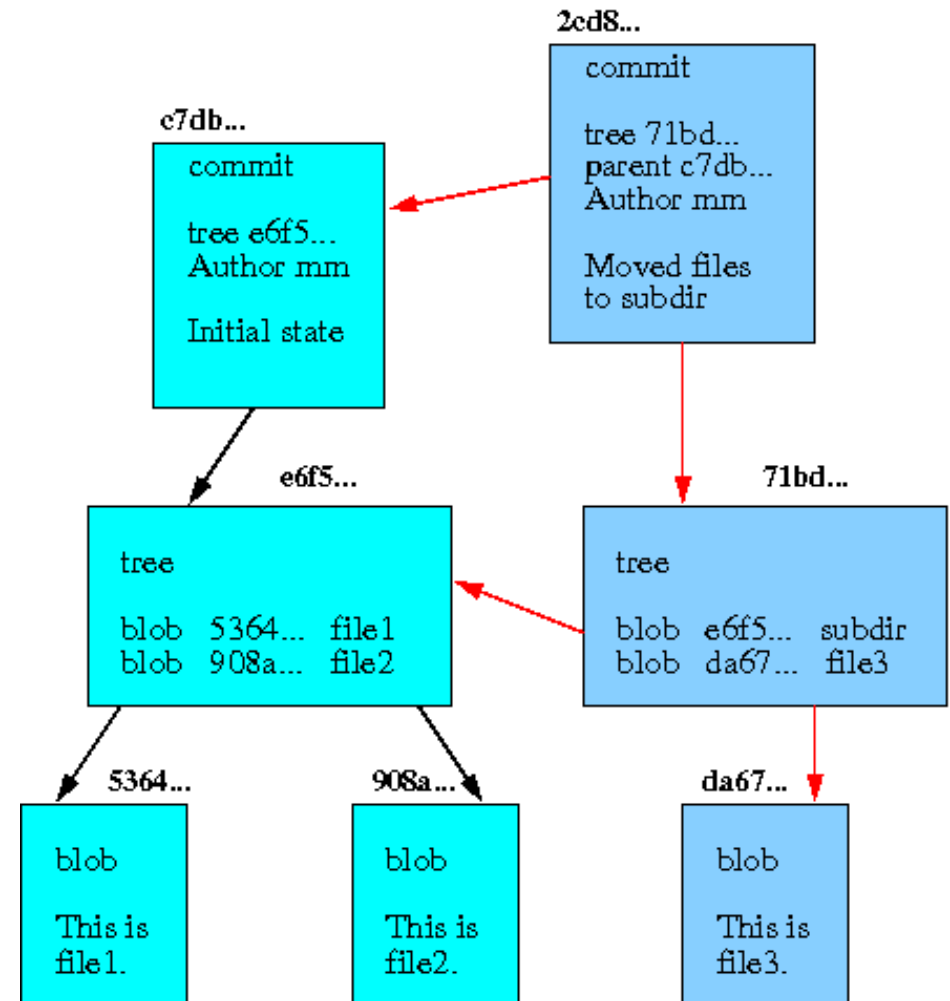 2cd8...
commit
tree 71bd...
parent c7db...
Author mm
Moved files
to subdir
c7db...
commit
tree e6f5...
Author mm
Initial state
e6f5...
tree
blob 5364... file1
blob 908a... file2
71bd...
tree
blob e6f5... subdir
blob da67... file3
5364...
blob
This is
file1.
908a...
blob
This is
file2.
da67...
blob
This is
file3.